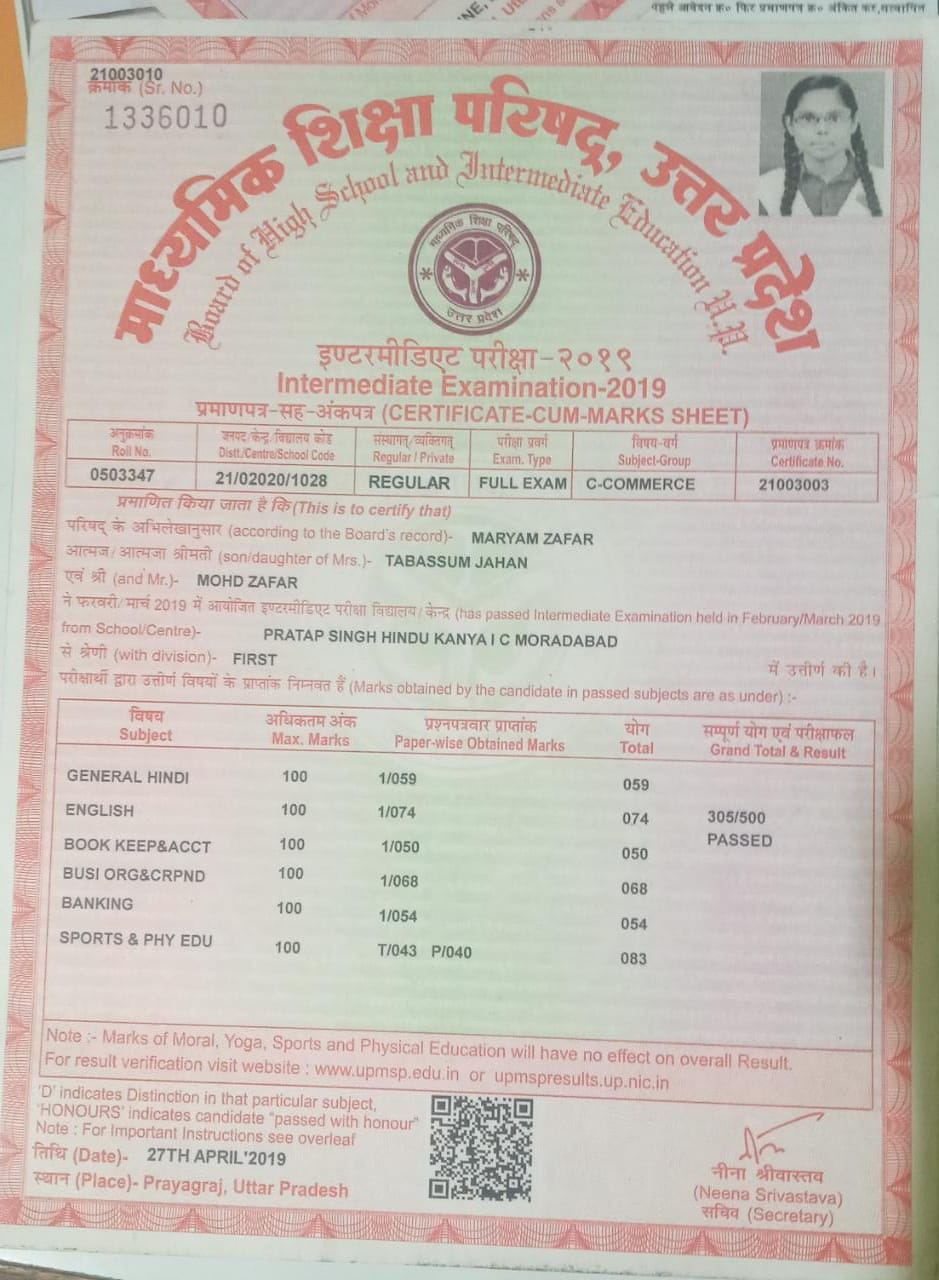 पहले आवेदन क्र० फिर प्रमाणपत्र क्र० अंकित कर,सत्यापित
21003010
क्रमांक (Sr. No.)
1336010
माध्यमिक शिक्षा परिषद्, उत्तर प्रदेश
Board of High School and Intermediate Education U.P.
माध्यमिक शिक्षा परिषद्
उत्तर प्रदेश
इण्टरमीडिएट परीक्षा-२०१९
Intermediate Examination-2019
प्रमाणपत्र-सह-अंकपत्र (CERTIFICATE-CUM-MARKS SHEET)
अनुक्रमांक जनपद/केन्द्र/विद्यालय कोड संस्थागत/व्यक्तिगत् परीक्षा प्रवर्ग विषय-वर्ग प्रमाणपत्र क्रमांक
Roll No. Distt./Centre/School Code Regular / Private Exam. Type Subject-Group Certificate No.
0503347 21/02020/1028 REGULAR FULL EXAM C-COMMERCE 21003003
प्रमाणित किया जाता है कि (This is to certify that)
परिषद् के अभिलेखानुसार (according to the Board's record)- MARYAM ZAFAR
आत्मज/आत्मजा श्रीमती (son/daughter of Mrs.)- TABASSUM JAHAN
एवं श्री (and Mr.)- MOHD ZAFAR
ने फरवरी/मार्च 2019 में आयोजित इण्टरमीडिएट परीक्षा विद्यालय/केन्द्र (has passed Intermediate Examination held in February/March 2019
from School/Centre)- PRATAP SINGH HINDU KANYA I C MORADABAD
से श्रेणी (with division)- FIRST में उत्तीर्ण की है।
परीक्षार्थी द्वारा उत्तीर्ण विषयों के प्राप्तांक निम्नवत हैं (Marks obtained by the candidate in passed subjects are as under) :-
विषय अधिकतम अंक प्रश्नपत्रवार प्राप्तांक योग सम्पूर्ण योग एवं परीक्षाफल
Subject Max. Marks Paper-wise Obtained Marks Total Grand Total & Result
GENERAL HINDI 100 1/059 059
ENGLISH 100 1/074 074 305/500
PASSED
BOOK KEEP&ACCT 100 1/050 050
BUSI ORG&CRPND 100 1/068 068
BANKING 100 1/054 054
SPORTS & PHY EDU 100 T/043 P/040 083
Note :- Marks of Moral, Yoga, Sports and Physical Education will have no effect on overall Result.
For result verification visit website : www.upmsp.edu.in or upmspresults.up.nic.in
'D' indicates Distinction in that particular subject,
'HONOURS' indicates candidate "passed with honour"
Note : For Important Instructions see overleaf
तिथि (Date)- 27TH APRIL'2019
स्थान (Place)- Prayagraj, Uttar Pradesh
नीना श्रीवास्तव
(Neena Srivastava)
सचिव (Secretary)